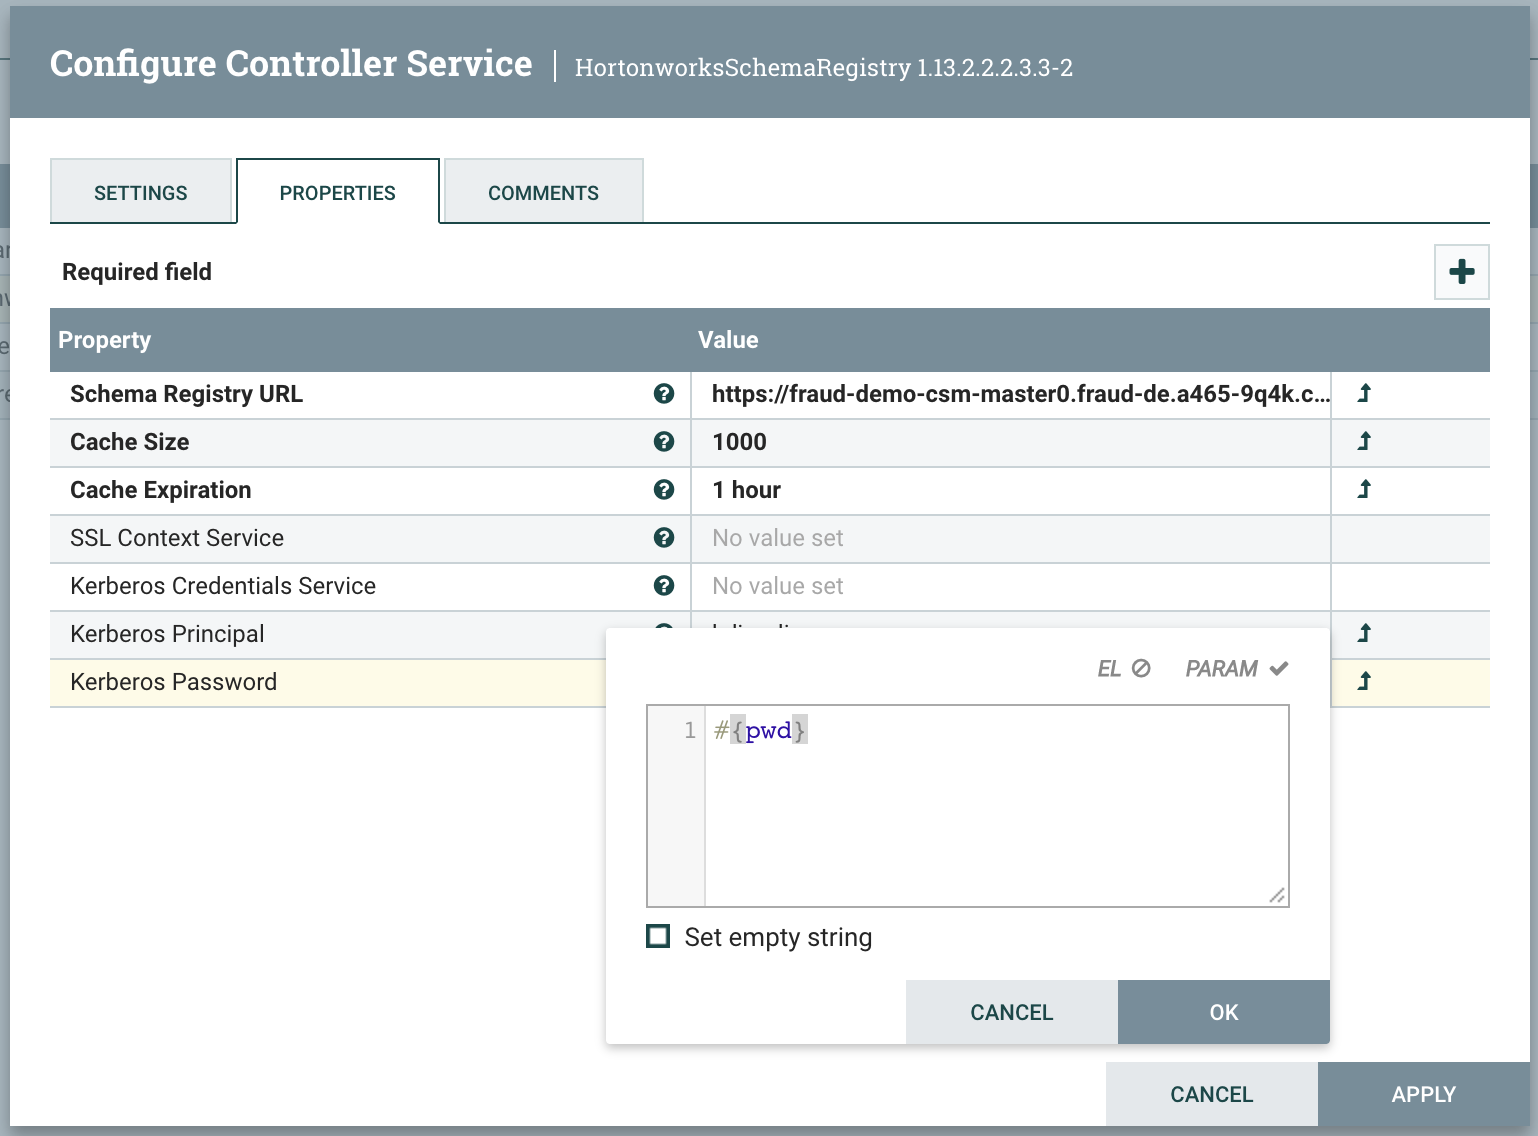 Configure Controller Service | HortonworksSchemaRegistry 1.13.2.2.2.3.3-2
SETTINGS PROPERTIES COMMENTS
Required field
Property Value
Schema Registry URL https://fraud-demo-csm-master0.fraud-de.a465-9q4k.c...
Cache Size 1000
Cache Expiration 1 hour
SSL Context Service No value set
Kerberos Credentials Service No value set
Kerberos Principal
Kerberos Password
EL PARAM
1 #{pwd}
Set empty string
CANCEL OK
CANCEL APPLY